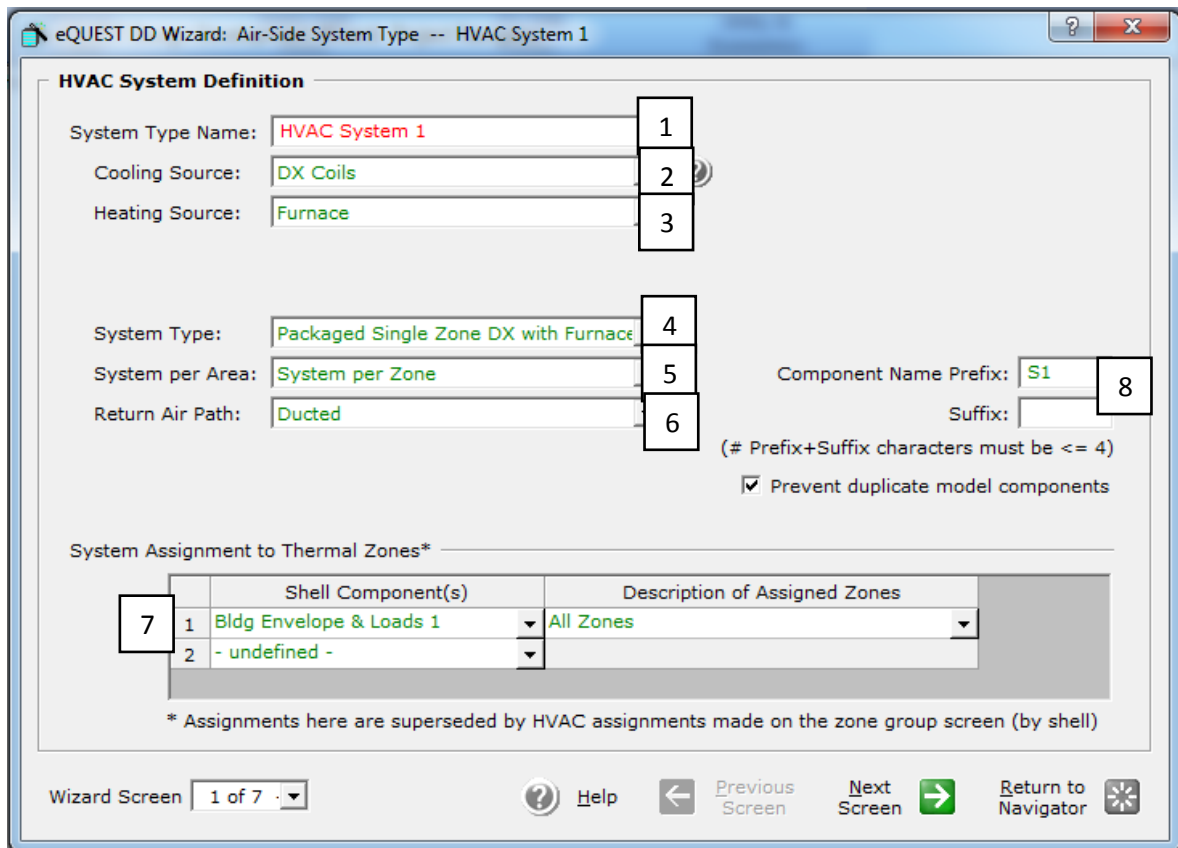 eQUEST DD Wizard: Air-Side System Type -- HVAC System 1 ? X
HVAC System Definition
System Type Name: HVAC System 1 1
Cooling Source: DX Coils 2 ?
Heating Source: Furnace 3
System Type: Packaged Single Zone DX with Furnace 4
System per Area: System per Zone 5 Component Name Prefix: S1 8
Return Air Path: Ducted 6 Suffix:
(# Prefix+Suffix characters must be <= 4)
Prevent duplicate model components
System Assignment to Thermal Zones*
Shell Component(s) Description of Assigned Zones
7 1 Bldg Envelope & Loads 1 All Zones
2 - undefined -
* Assignments here are superseded by HVAC assignments made on the zone group screen (by shell)
Wizard Screen 1 of 7 ? Help Previous Screen Next Screen Return to Navigator